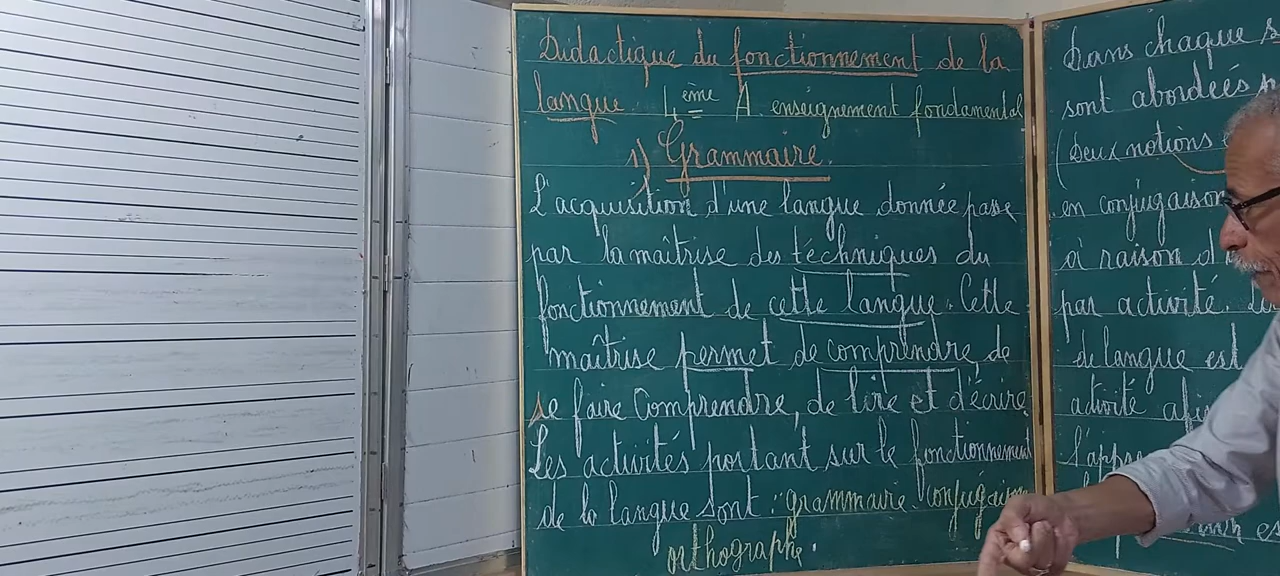 Didactique du fonctionnement de la
langue. 4ème A enseignement fondamental
1) Grammaire.
L'acquisition d'une langue donnée passe
par la maîtrise des téchniques du
fonctionnement de cette langue. Cette
maîtrise permet de comprendre, de
se faire Comprendre, de lire et d'écrire.
Les activités portant sur le fonctionnement
de la langue sont : grammaire. conjugaison
orthographe.
Dans chaque
sont abordées
(Deux notions
en conjugaison
à raison
par activité.
de langue est
activité